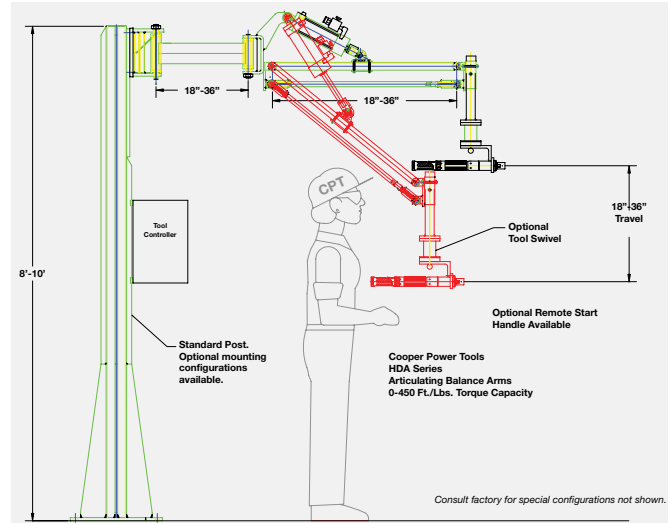 18"-36"
18"-36"
CPT
18"-36"
Travel
Tool
Controller
Optional
Tool Swivel
8'-10'
Optional Remote Start
Handle Available
Standard Post.
Optional mounting
configurations
available.
Cooper Power Tools
HDA Series
Articulating Balance Arms
0-450 Ft./Lbs. Torque Capacity
Consult factory for special configurations not shown.